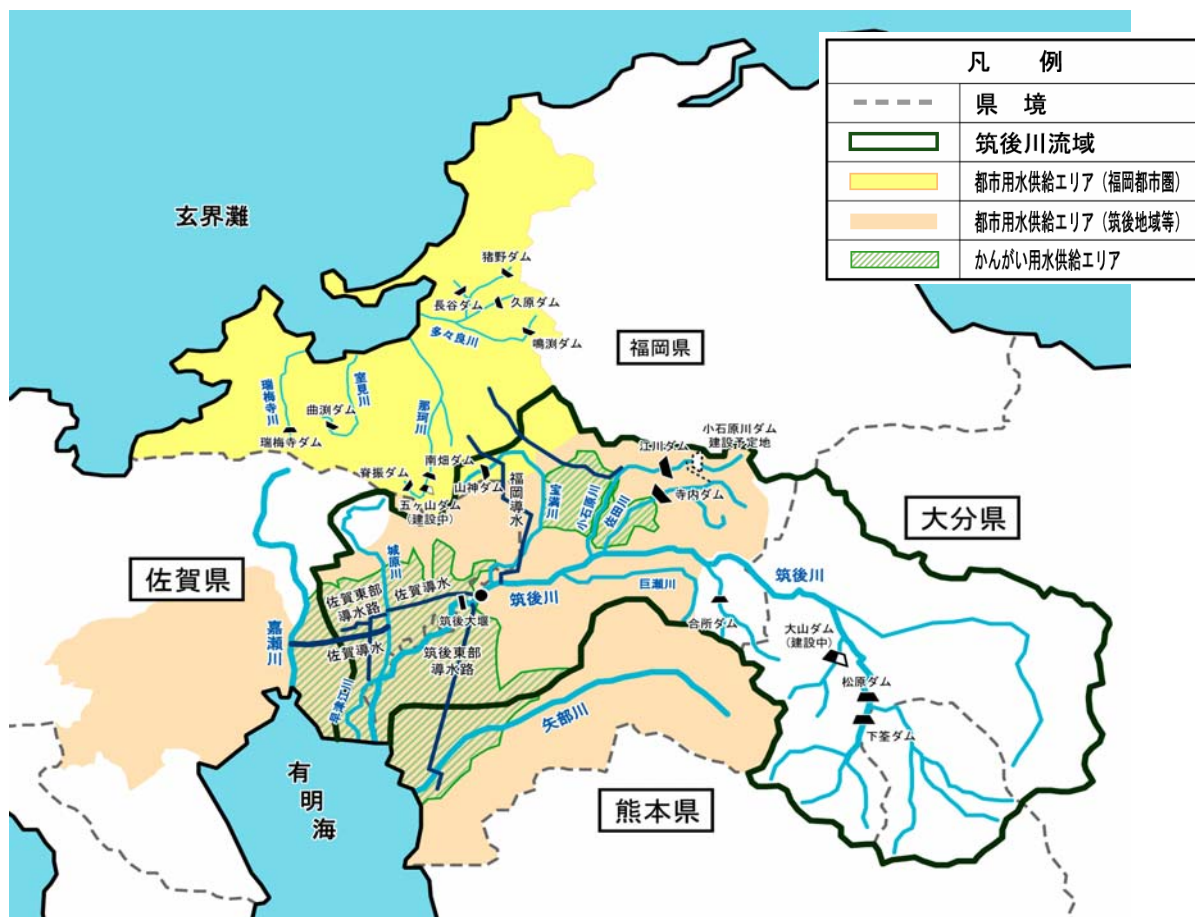 凡 例
県 境
筑後川流域
都市用水供給エリア（福岡都市圏）
都市用水供給エリア（筑後地域等）
かんがい用水供給エリア
玄界灘
猪野ダム
長谷ダム
久原ダム
多々良川
鳴渕ダム
福岡県
瑞梅寺川
室見川
曲渕ダム
瑞梅寺ダム
那珂川
南畑ダム
脊振ダム
五ヶ山ダム
(建設中)
山神ダム
福岡導水
宝満川
小石原川
佐田川
江川ダム
小石原川ダム
建設予定地
寺内ダム
大分県
佐賀県
城原川
佐賀東部
導水路
佐賀導水
佐賀導水
嘉瀬川
筑後大堰
筑後川
巨瀬川
合所ダム
筑後川
大山ダム
(建設中)
松原ダム
下筌ダム
筑後東部
導水路
早津江川
矢部川
有明海
熊本県